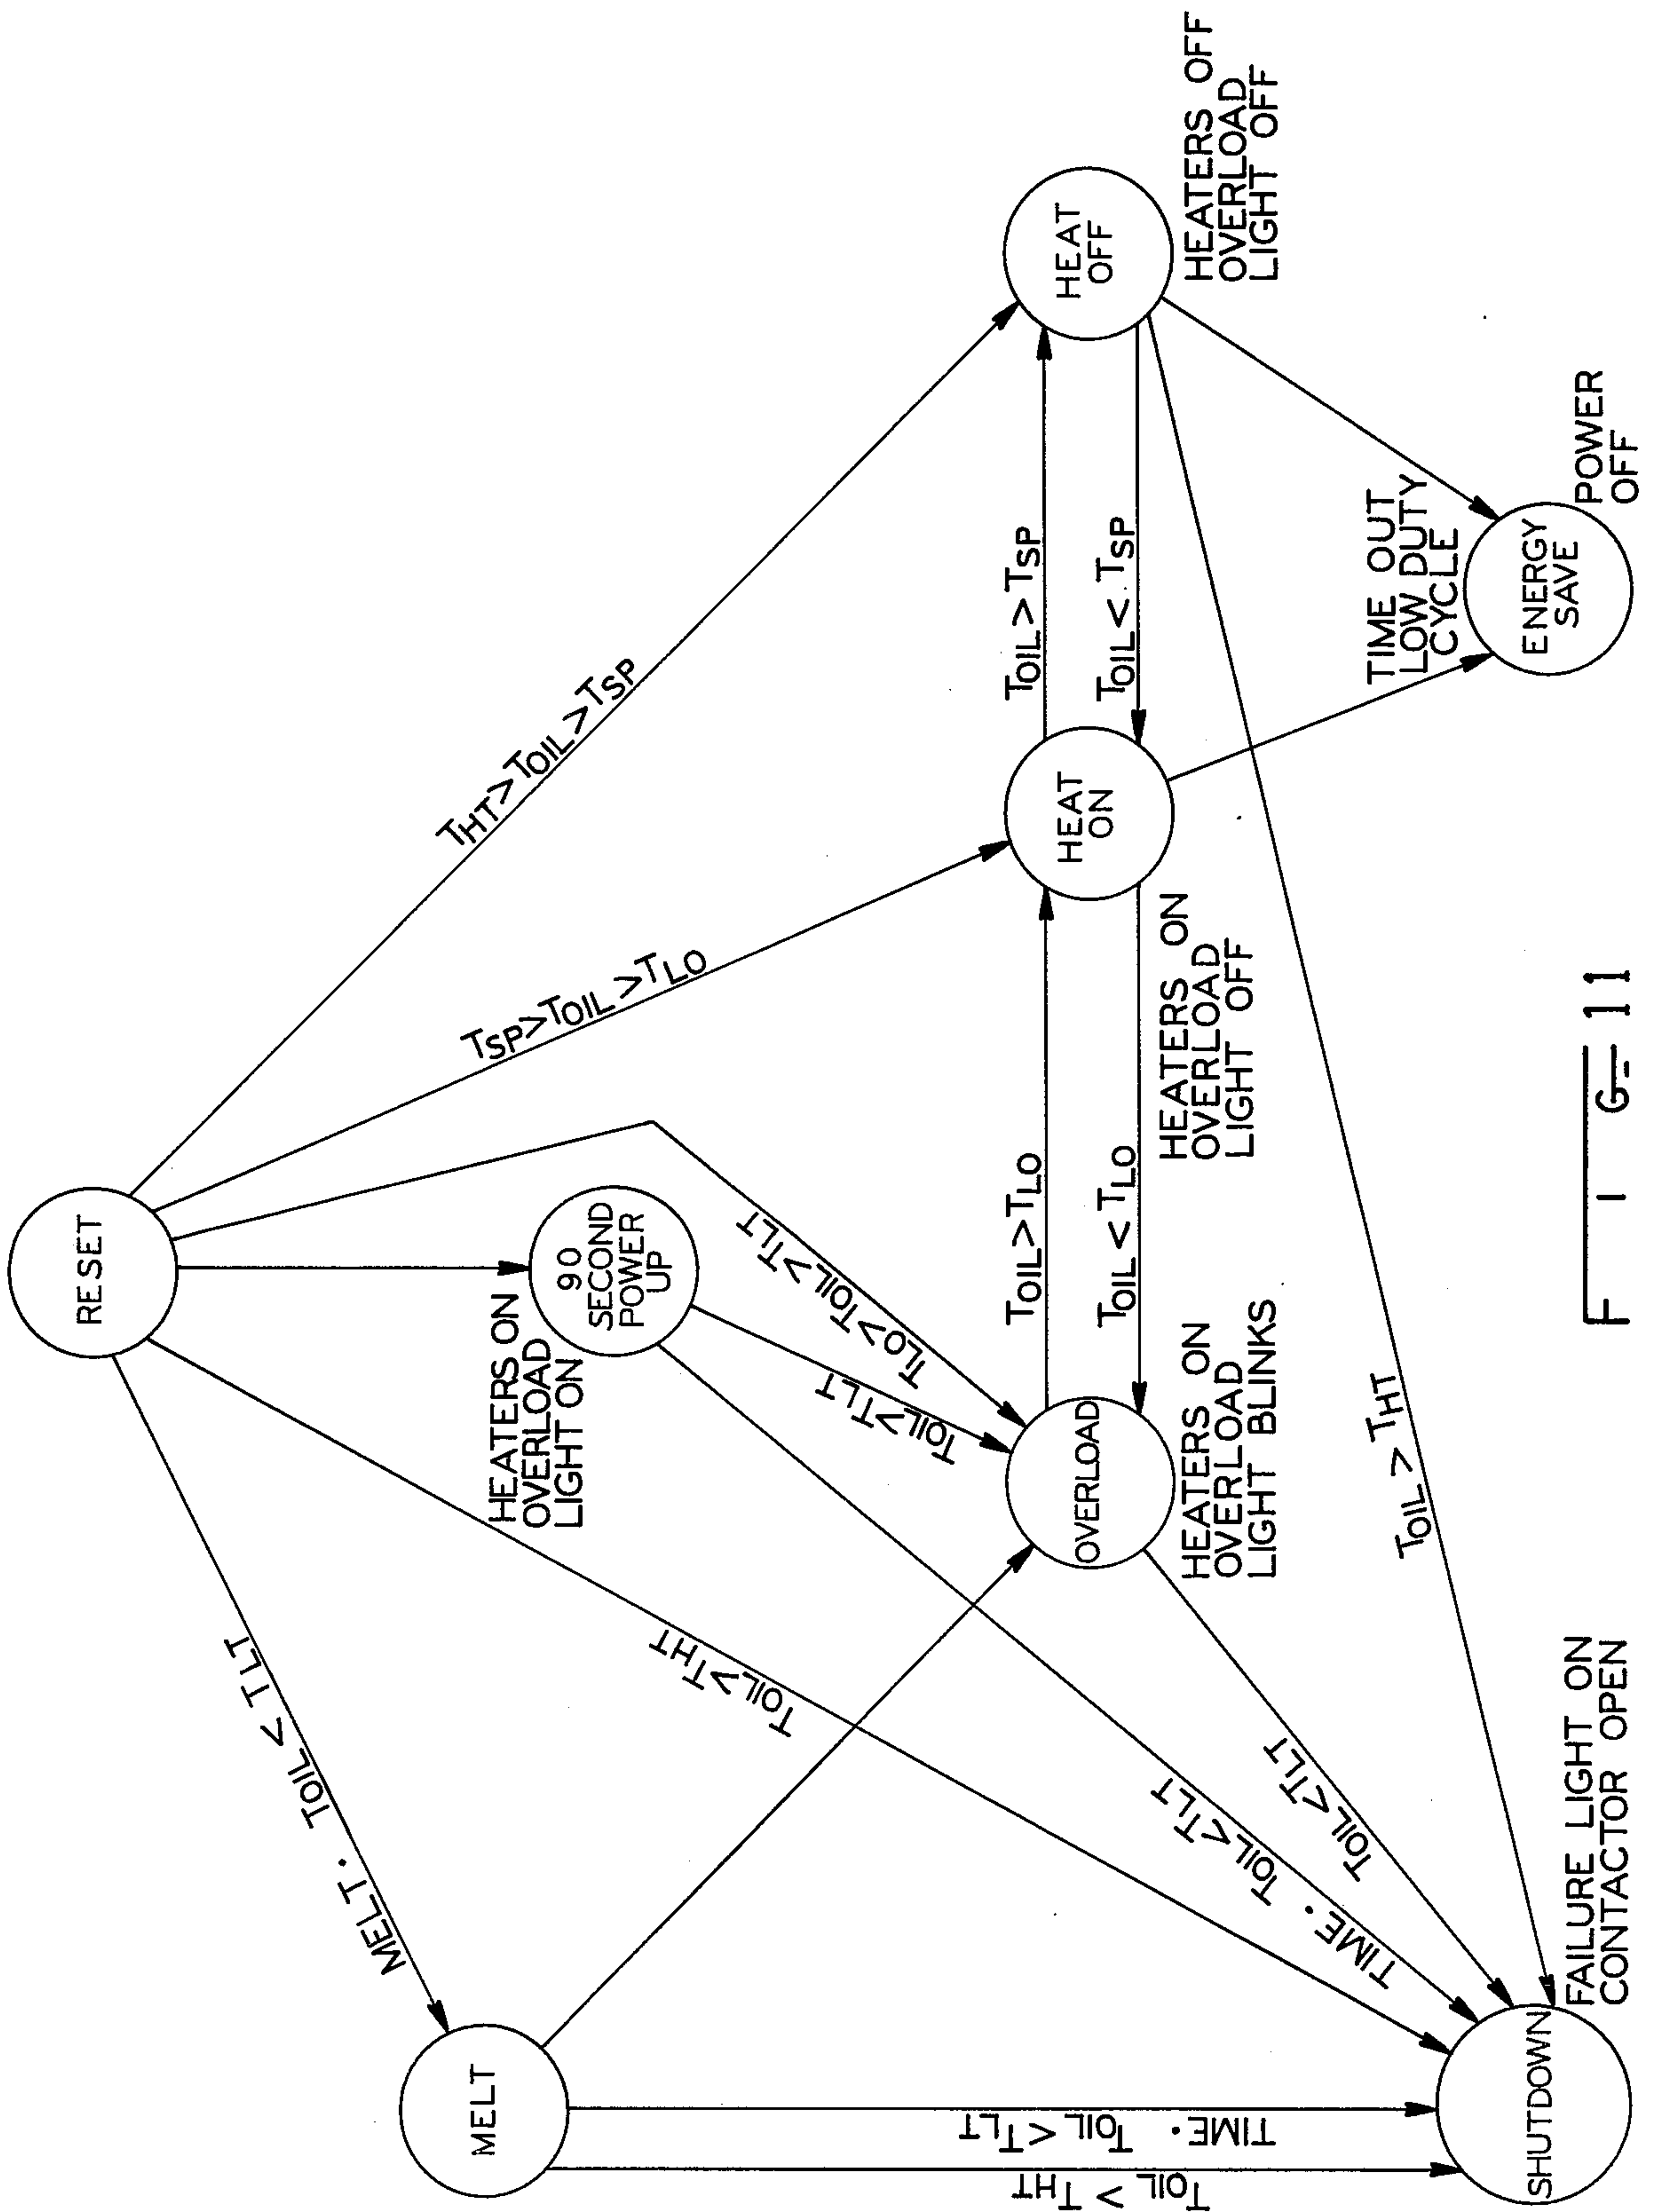 RESET
MELT · TOIL < TLT
TOIL>THT
HEATERS ON
OVERLOAD
LIGHT ON
90
SECOND
POWER
UP
TLO>TOIL>TLT
TSP>TOIL>TLO
THT>TOIL>TSP
MELT
TOIL>TLT
TIME · TOIL<TLT
TOIL > THT
TIME · TOIL<TLT
TOIL<TLT
OVERLOAD
HEATERS ON
OVERLOAD
LIGHT BLINKS
TOIL>TLO
TOIL<TLO
HEAT
ON
HEATERS ON
OVERLOAD
LIGHT OFF
TOIL>TSP
TOIL< TSP
HEAT
OFF
HEATERS OFF
OVERLOAD
LIGHT OFF
TOIL > THT
TIME OUT
LOW DUTY
CYCLE
ENERGY
SAVE
POWER
OFF
SHUTDOWN
FAILURE LIGHT ON
CONTACTOR OPEN
FIG-11